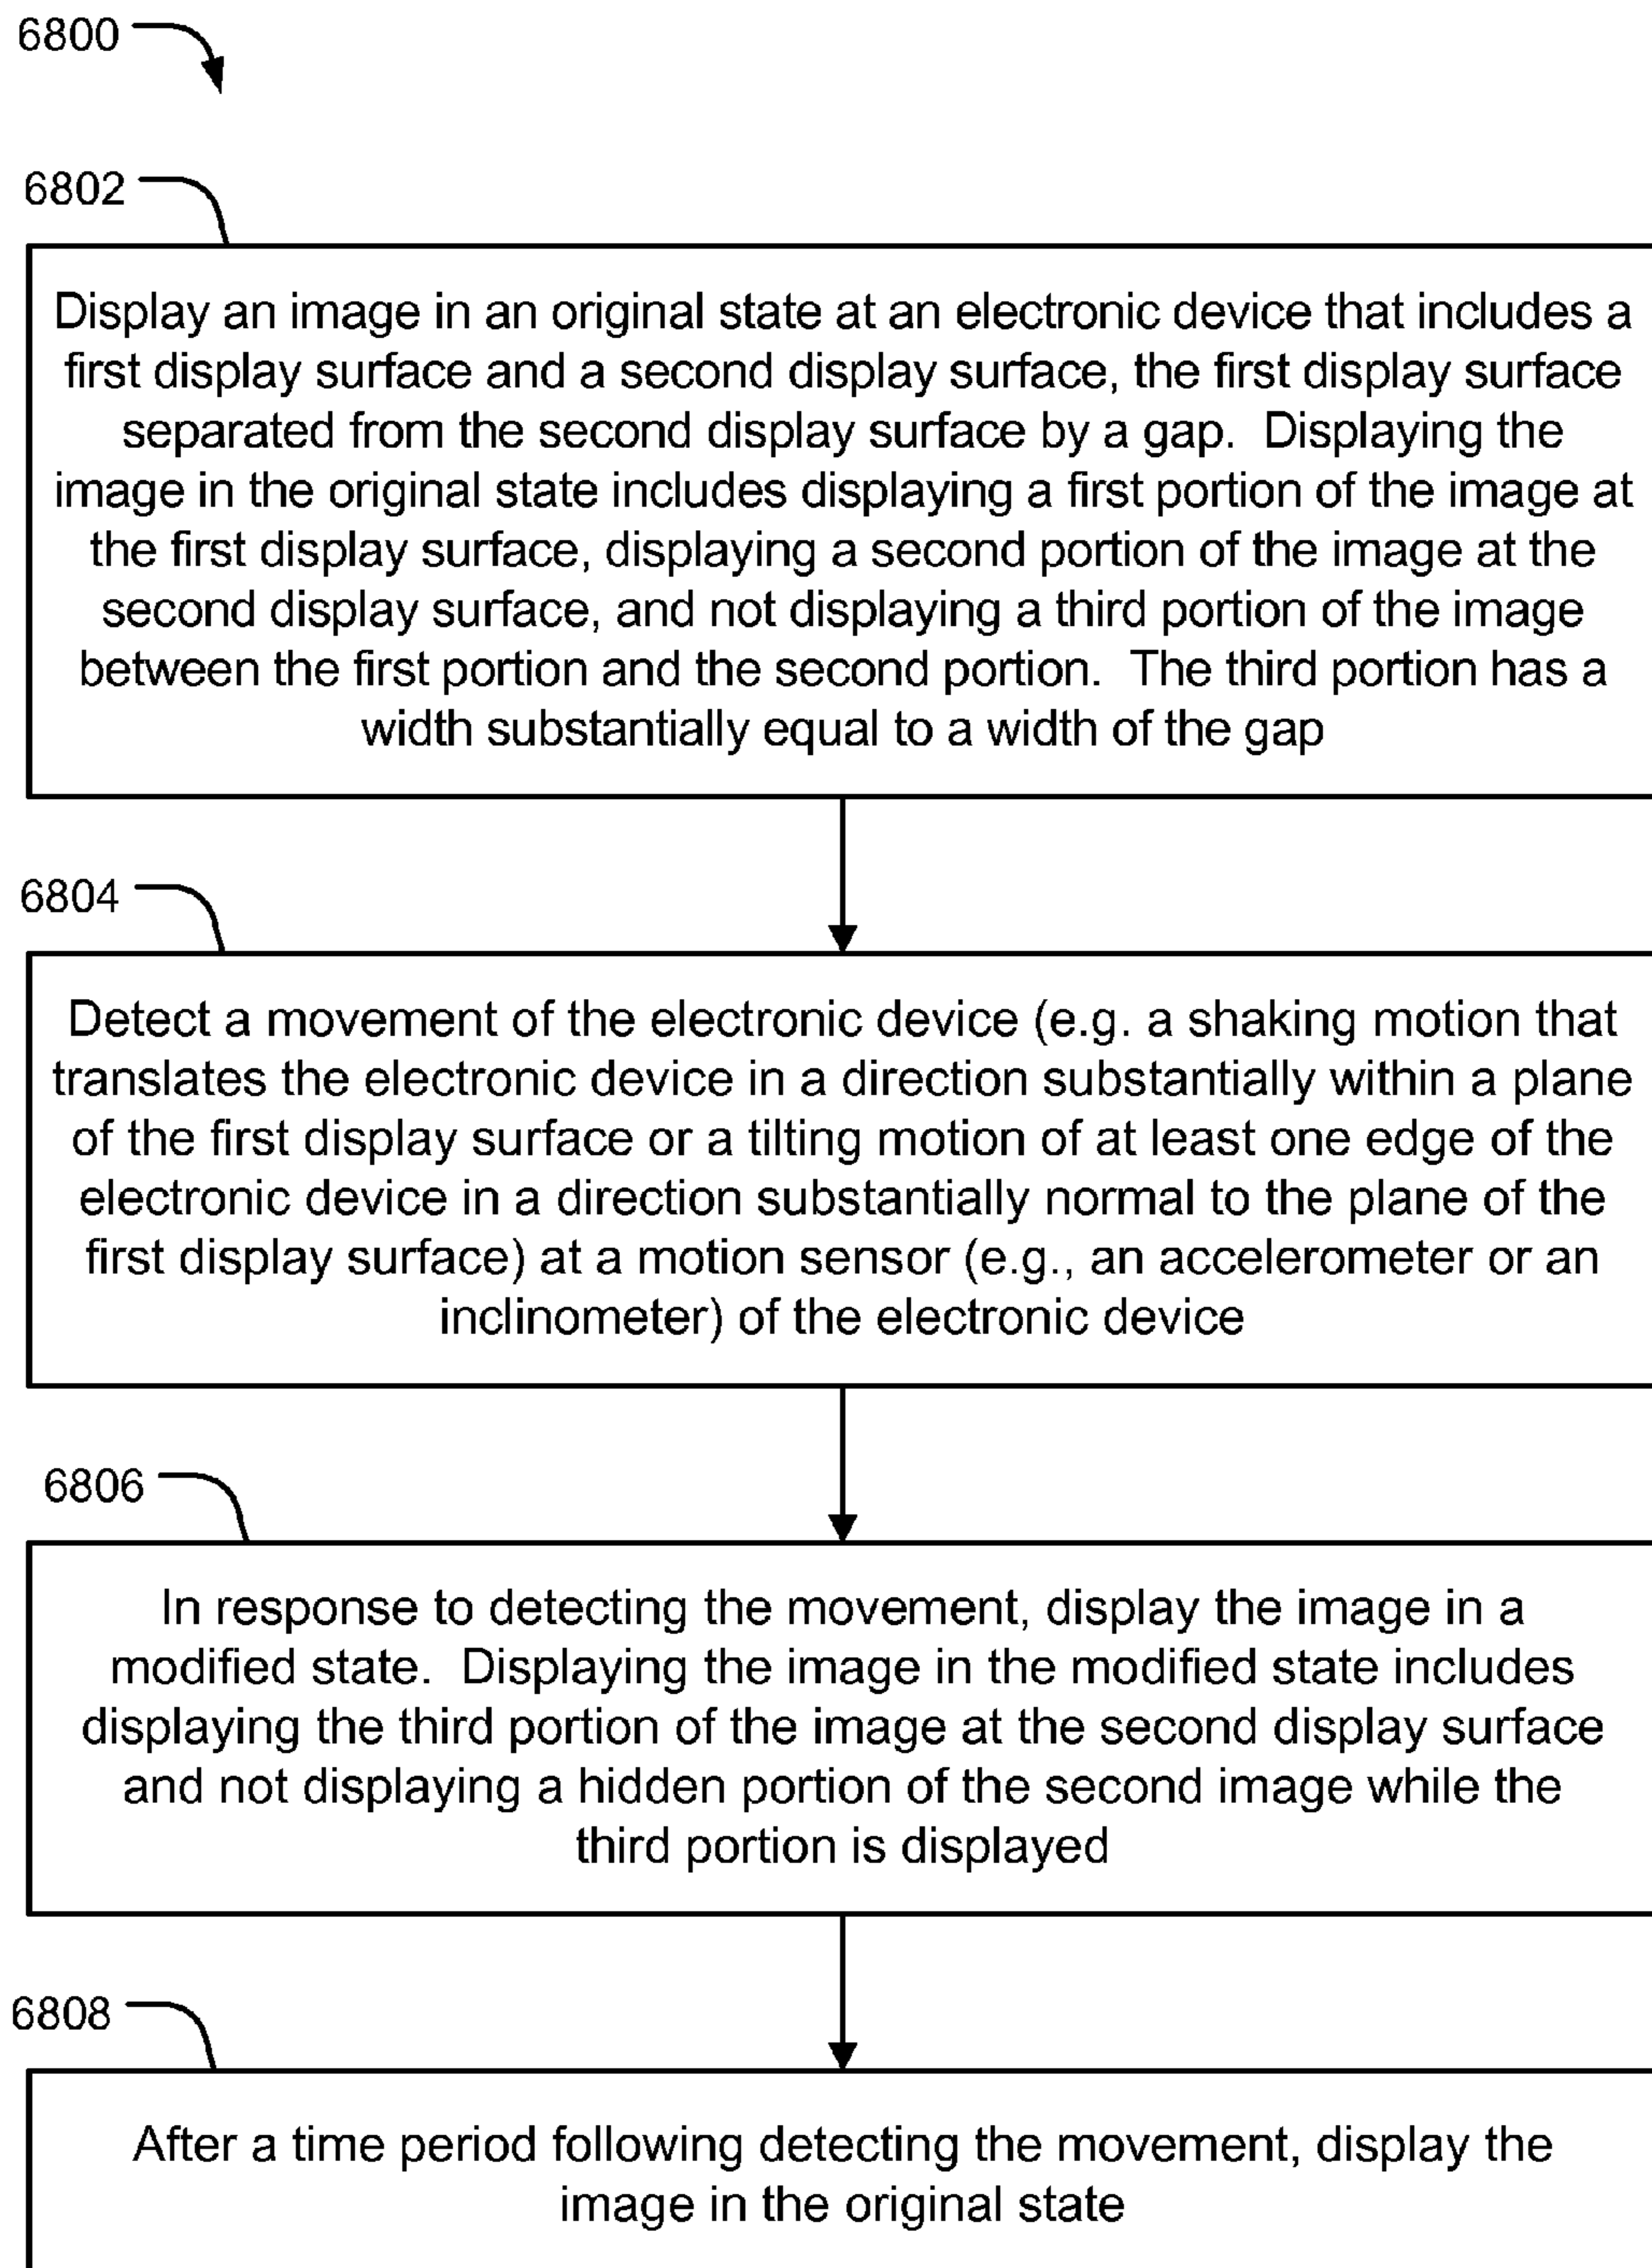 6800
6802
Display an image in an original state at an electronic device that includes a
first display surface and a second display surface, the first display surface
separated from the second display surface by a gap.  Displaying the
image in the original state includes displaying a first portion of the image at
the first display surface, displaying a second portion of the image at the
second display surface, and not displaying a third portion of the image
between the first portion and the second portion.  The third portion has a
width substantially equal to a width of the gap
6804
Detect a movement of the electronic device (e.g. a shaking motion that
translates the electronic device in a direction substantially within a plane
of the first display surface or a tilting motion of at least one edge of the
electronic device in a direction substantially normal to the plane of the
first display surface) at a motion sensor (e.g., an accelerometer or an
inclinometer) of the electronic device
6806
In response to detecting the movement, display the image in a
modified state.  Displaying the image in the modified state includes
displaying the third portion of the image at the second display surface
and not displaying a hidden portion of the second image while the
third portion is displayed
6808
After a time period following detecting the movement, display the
image in the original state